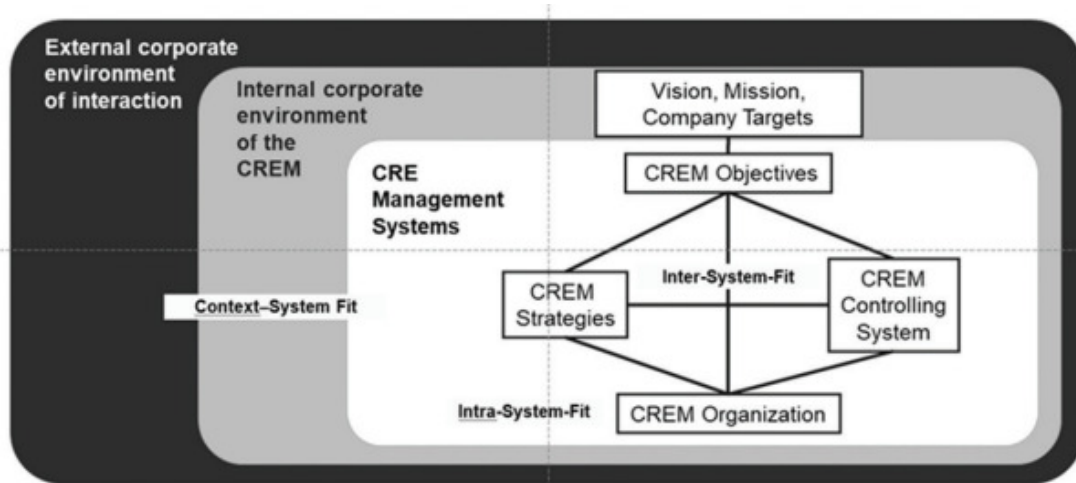 External corporate
environment
of interaction
Internal corporate
environment
of the
CREM
Vision, Mission,
Company Targets
CRE
Management
Systems
CREM Objectives
Inter-System-Fit
CREM
Strategies
CREM
Controlling
System
Context–System Fit
Intra-System-Fit
CREM Organization